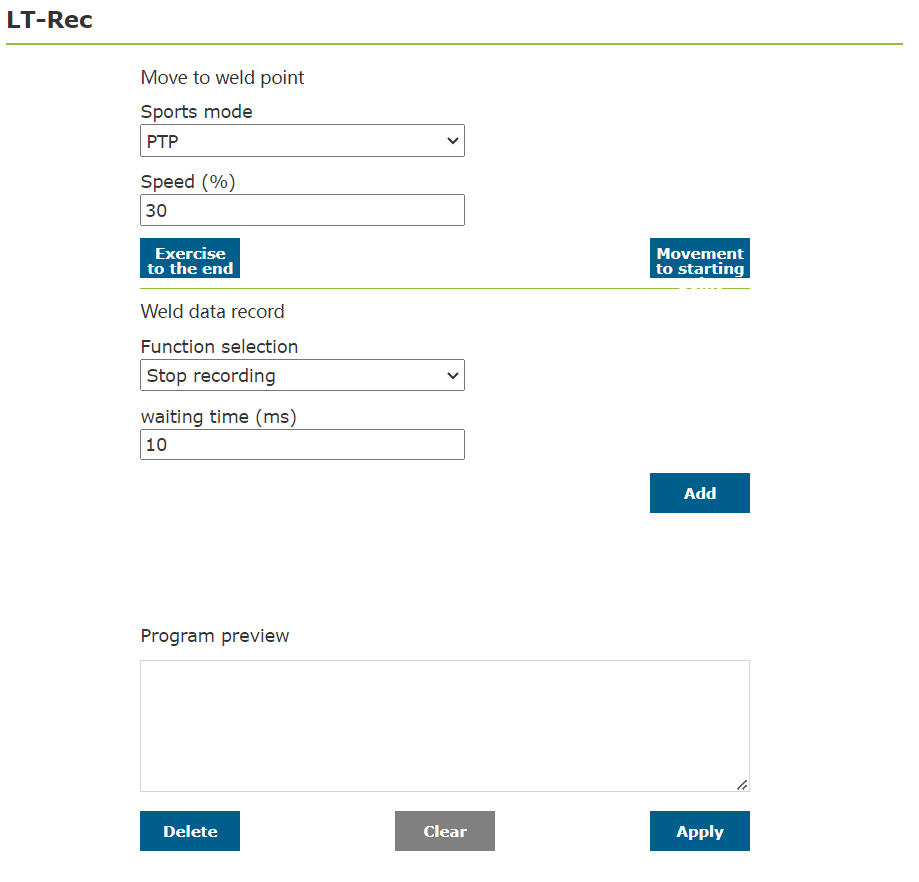 LT-Rec
Move to weld point
Sports mode
PTP
Speed (%)
30
Exercise
to the end
Movement
to starting
Weld data record
Function selection
Stop recording
waiting time (ms)
10
Add
Program preview
Delete
Clear
Apply